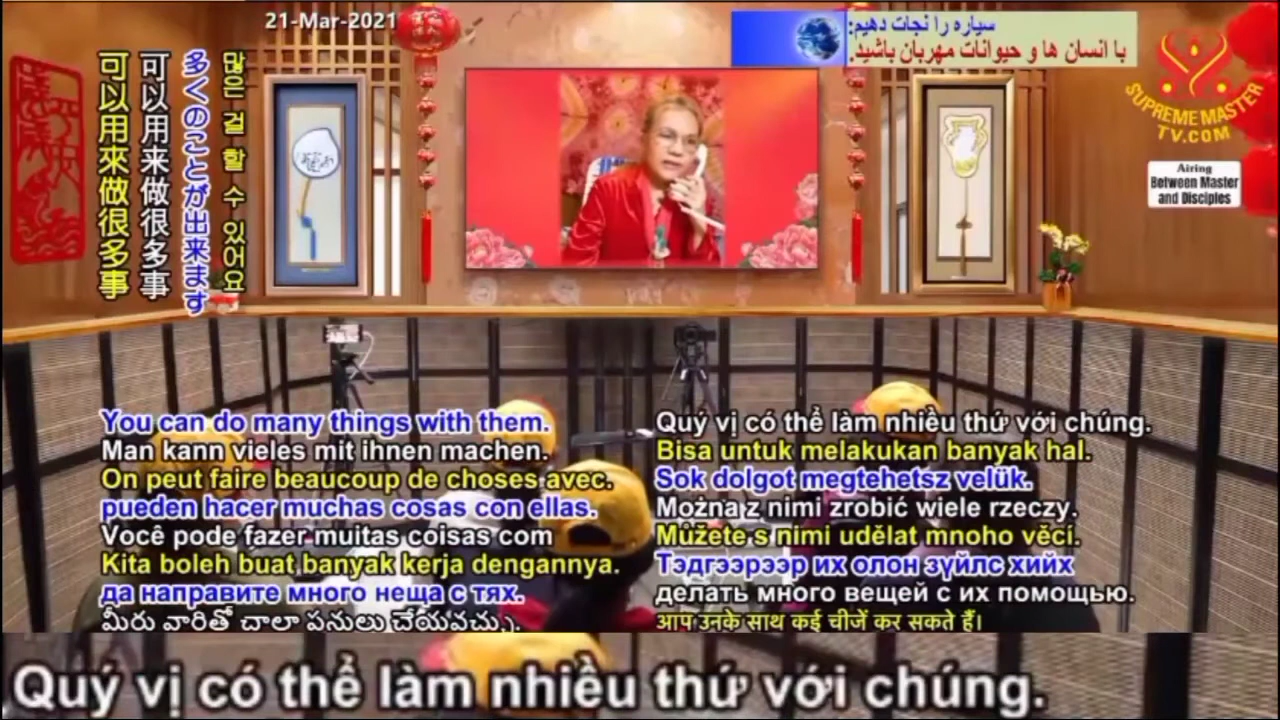 21-Mar-2021
سیاره را نجات دهیم:
با انسان ها و حیوانات مهربان باشید.
SUPREME MASTER
TV.COM
Airing
Between Master
and Disciples
可以用來做很多事
可以用来做很多事
多くのことが出来ます
많은 걸 할 수 있어요
You can do many things with them.
Man kann vieles mit ihnen machen.
On peut faire beaucoup de choses avec.
pueden hacer muchas cosas con ellas.
Você pode fazer muitas coisas com
Kita boleh buat banyak kerja dengannya.
да направите много неща с тях.
మీరు వారితో చాలా పనులు చేయవచ్చు.
Quý vị có thể làm nhiều thứ với chúng.
Bisa untuk melakukan banyak hal.
Sok dolgot megtehetsz velük.
Można z nimi zrobić wiele rzeczy.
Můžete s nimi udělat mnoho věcí.
Тэдгээрээр их олон зүйлс хийх
делать много вещей с их помощью.
आप उनके साथ कई चीजें कर सकते हैं।
Quý vị có thể làm nhiều thứ với chúng.